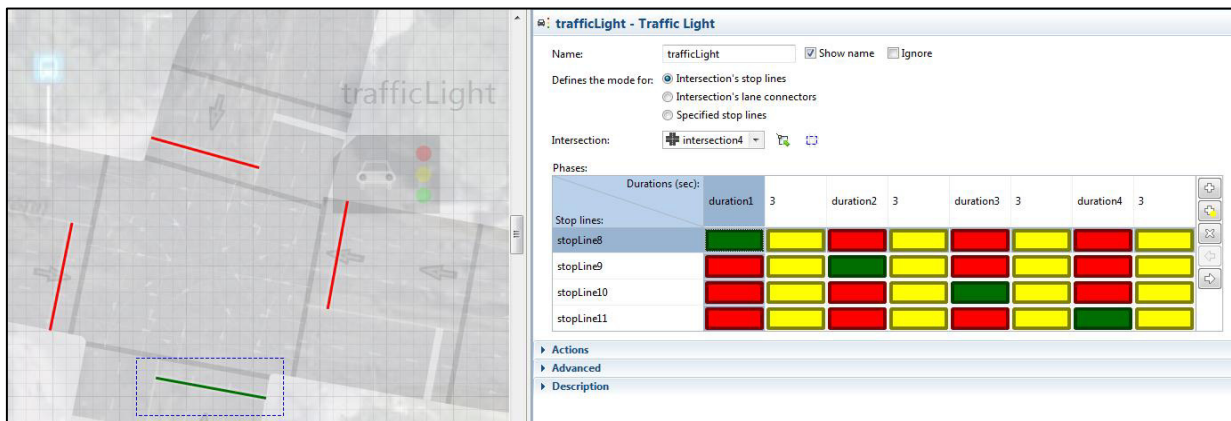 trafficLight
trafficLight - Traffic Light
Name:
trafficLight
Show name
Ignore
Defines the mode for:
Intersection's stop lines
Intersection's lane connectors
Specified stop lines
Intersection:
intersection4
Phases:
Durations (sec):
duration1 3 duration2 3 duration3 3 duration4 3
Stop lines:
stopLine8
stopLine9
stopLine10
stopLine11
Actions
Advanced
Description